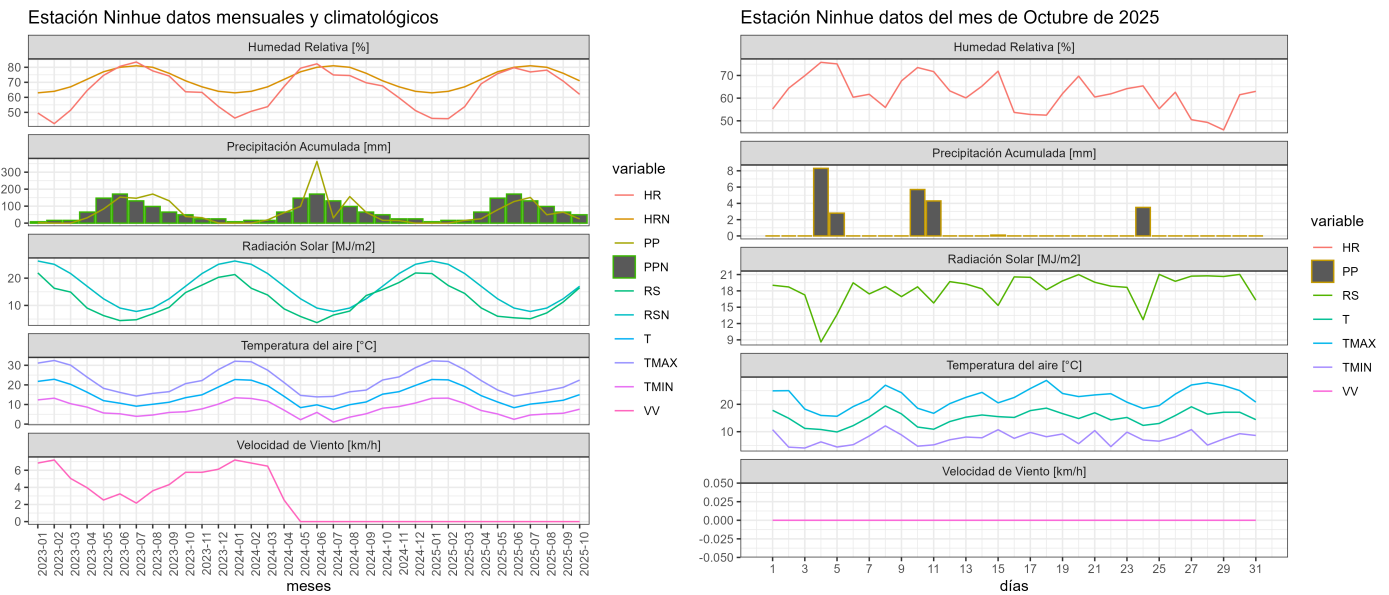 Estación Ninhue datos mensuales y climatológicos
Humedad Relativa [%]
80
70
60
50
Precipitación Acumulada [mm]
300
200
100
0
Radiación Solar [MJ/m2]
20
10
Temperatura del aire [°C]
30
20
10
0
Velocidad de Viento [km/h]
6
4
2
0
2023-01
2023-02
2023-03
2023-04
2023-05
2023-06
2023-07
2023-08
2023-09
2023-10
2023-11
2023-12
2024-01
2024-02
2024-03
2024-04
2024-05
2024-06
2024-07
2024-08
2024-09
2024-10
2024-11
2024-12
2025-01
2025-02
2025-03
2025-04
2025-05
2025-06
2025-07
2025-08
2025-09
2025-10
meses
variable
HR
HRN
PP
PPN
RS
RSN
T
TMAX
TMIN
VV
Estación Ninhue datos del mes de Octubre de 2025
Humedad Relativa [%]
70
60
50
Precipitación Acumulada [mm]
8
6
4
2
0
Radiación Solar [MJ/m2]
21
18
15
12
9
Temperatura del aire [°C]
20
10
Velocidad de Viento [km/h]
0.050
0.025
0.000
-0.025
-0.050
1 3 5 7 9 11 13 15 17 19 21 23 25 27 29 31
días
variable
HR
PP
RS
T
TMAX
TMIN
VV